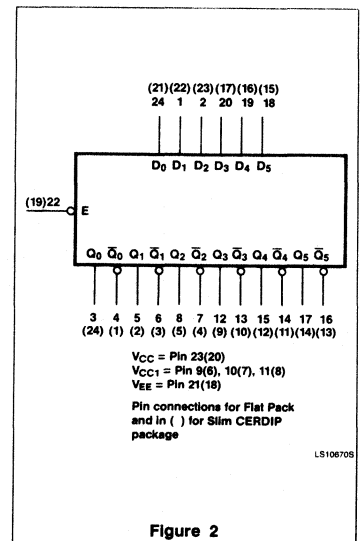 (21) (22) (23) (17) (16) (15)
24 1 2 20 19 18
D0 D1 D2 D3 D4 D5
(19)22 E
Q0 Q̅0 Q1 Q̅1 Q2 Q̅2 Q3 Q̅3 Q4 Q̅4 Q5 Q̅5
3 4 5 6 8 7 12 13 15 14 17 16
(24) (1) (2) (3) (5) (4) (9) (10) (12) (11) (14) (13)
VCC = Pin 23(20)
VCC1 = Pin 9(6), 10(7), 11(8)
VEE = Pin 21(18)
Pin connections for Flat Pack
and in ( ) for Slim CERDIP
package
LS10670S
Figure 2